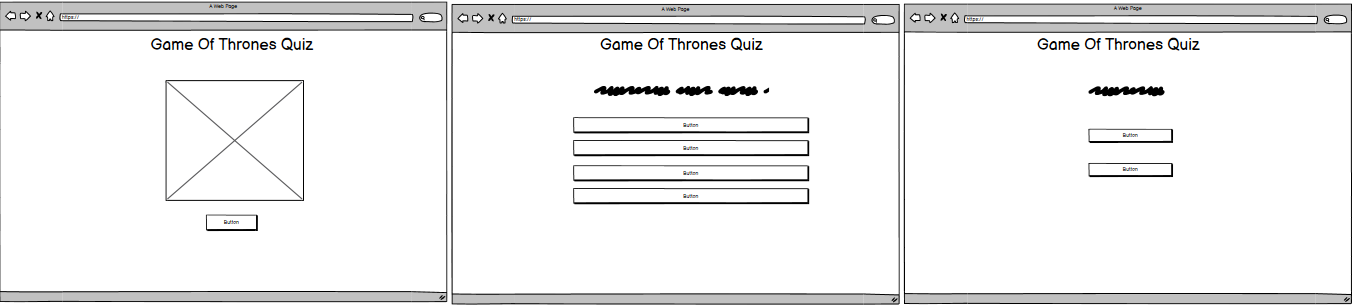 A Web Page
https://
Game Of Thrones Quiz
Button
A Web Page
https://
Game Of Thrones Quiz
Button
Button
Button
Button
A Web Page
https://
Game Of Thrones Quiz
Button
Button